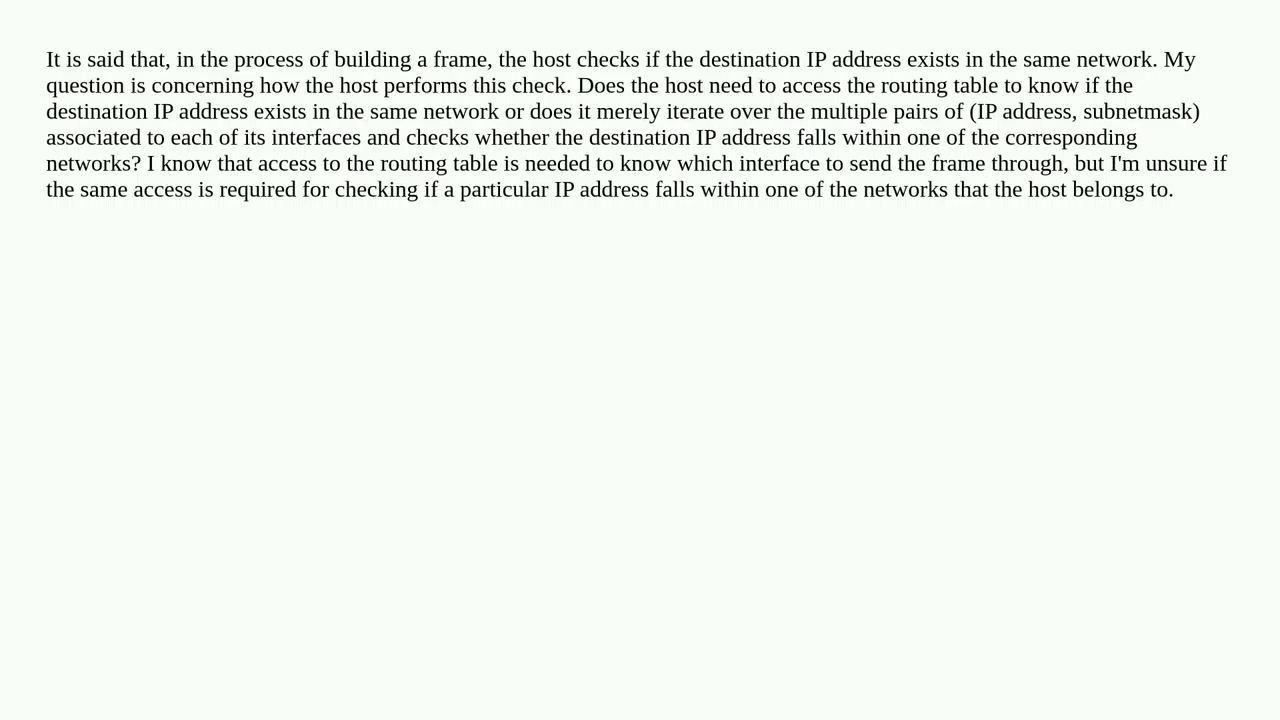 It is said that, in the process of building a frame, the host checks if the destination IP address exists in the same network. My
question is concerning how the host performs this check. Does the host need to access the routing table to know if the
destination IP address exists in the same network or does it merely iterate over the multiple pairs of (IP address, subnetmask)
associated to each of its interfaces and checks whether the destination IP address falls within one of the corresponding
networks? I know that access to the routing table is needed to know which interface to send the frame through, but I'm unsure if
the same access is required for checking if a particular IP address falls within one of the networks that the host belongs to.